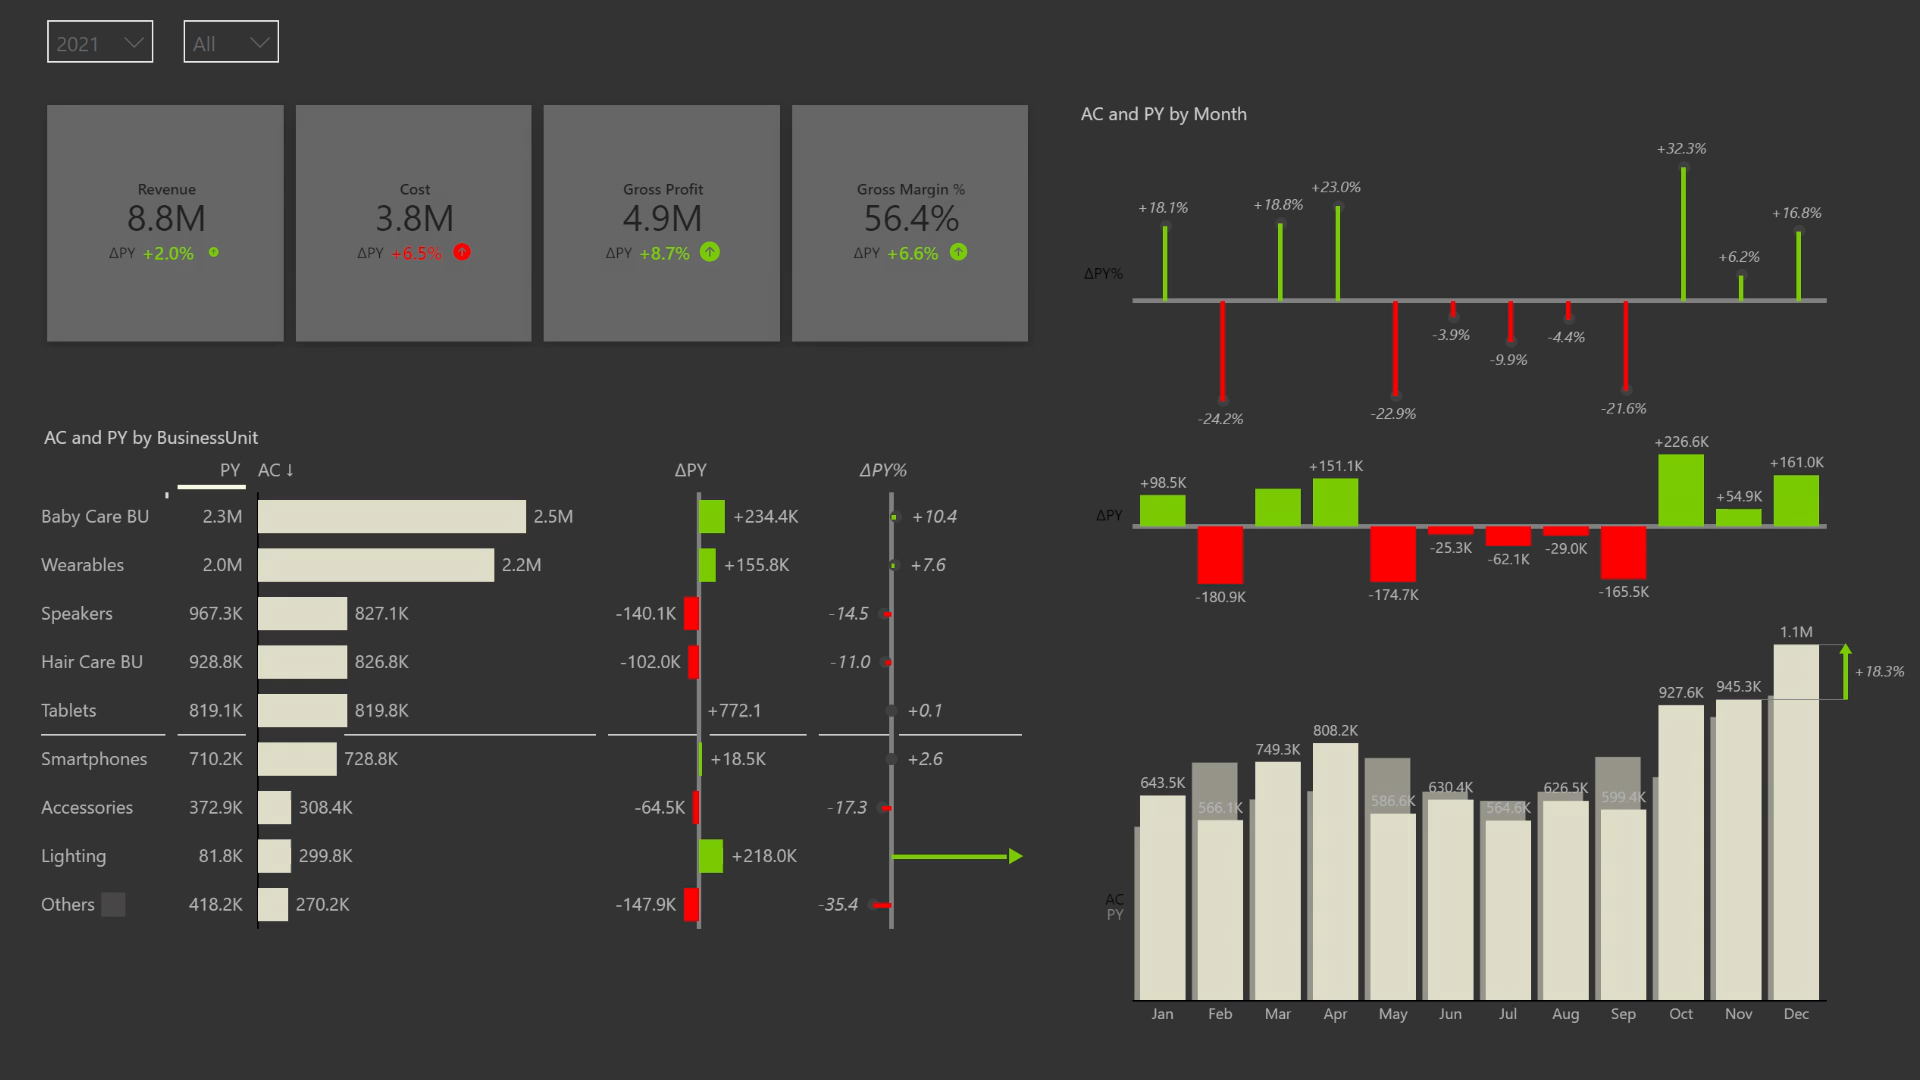 2021
All
Revenue
8.8M
ΔPY +2.0%
Cost
3.8M
ΔPY +6.5%
Gross Profit
4.9M
ΔPY +8.7%
Gross Margin %
56.4%
ΔPY +6.6%
AC and PY by BusinessUnit
PY AC ↓ ΔPY ΔPY%
Baby Care BU 2.3M 2.5M +234.4K +10.4
Wearables 2.0M 2.2M +155.8K +7.6
Speakers 967.3K 827.1K -140.1K -14.5
Hair Care BU 928.8K 826.8K -102.0K -11.0
Tablets 819.1K 819.8K +772.1 +0.1
Smartphones 710.2K 728.8K +18.5K +2.6
Accessories 372.9K 308.4K -64.5K -17.3
Lighting 81.8K 299.8K +218.0K
Others 418.2K 270.2K -147.9K -35.4
AC and PY by Month
ΔPY%
+18.1% -24.2% +18.8% +23.0% -22.9% -3.9% -9.9% -4.4% -21.6% +32.3% +6.2% +16.8%
ΔPY
+98.5K -180.9K +151.1K -174.7K -25.3K -62.1K -29.0K -165.5K +226.6K +54.9K +161.0K
AC
PY
643.5K 566.1K 749.3K 808.2K 586.6K 630.4K 564.6K 626.5K 599.4K 927.6K 945.3K 1.1M
+18.3%
Jan Feb Mar Apr May Jun Jul Aug Sep Oct Nov Dec